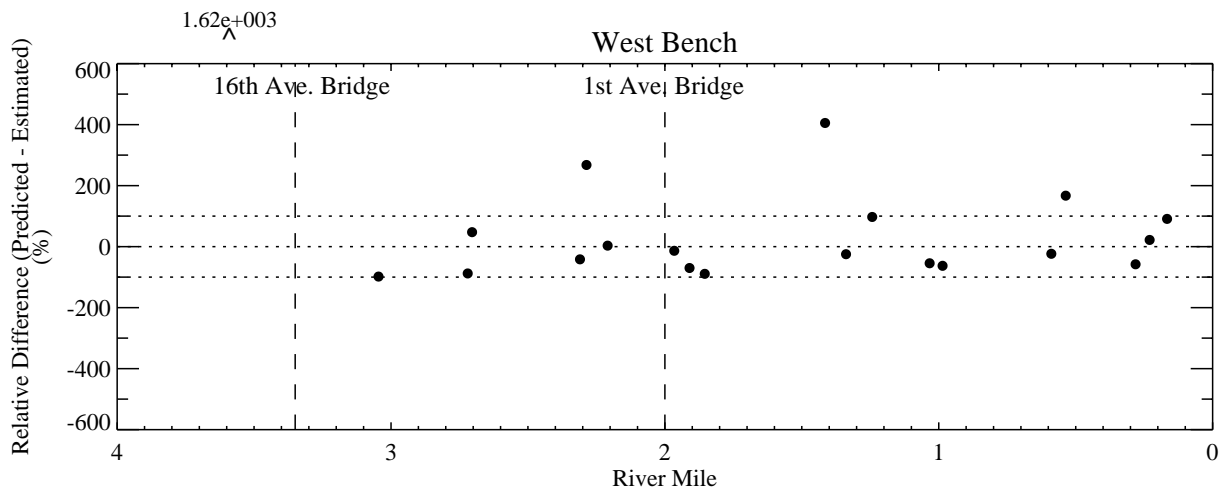 1.62e+003
^
West Bench
16th Ave. Bridge 1st Ave. Bridge
Relative Difference (Predicted - Estimated)
(%)
600
400
200
0
-200
-400
-600
4 3 2 1 0
River Mile